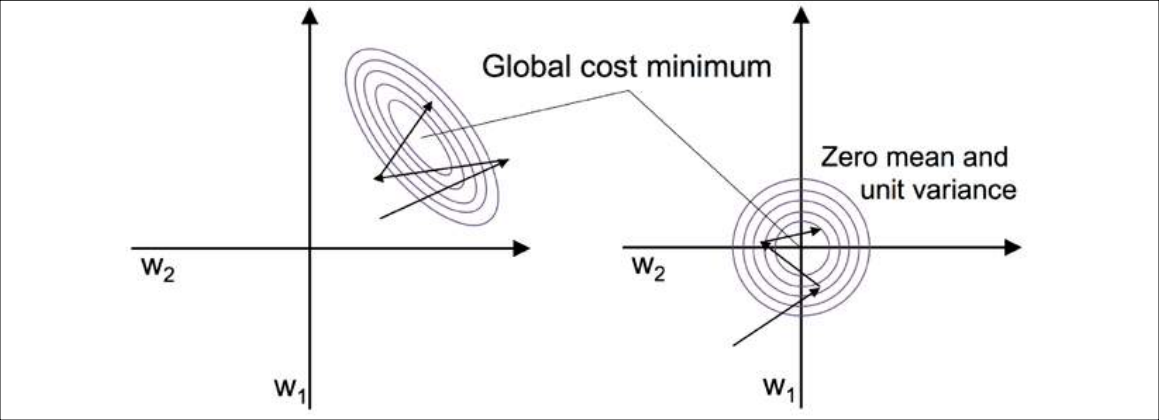 Global cost minimum
Zero mean and
unit variance
w₂
w₁
w₂
w₁